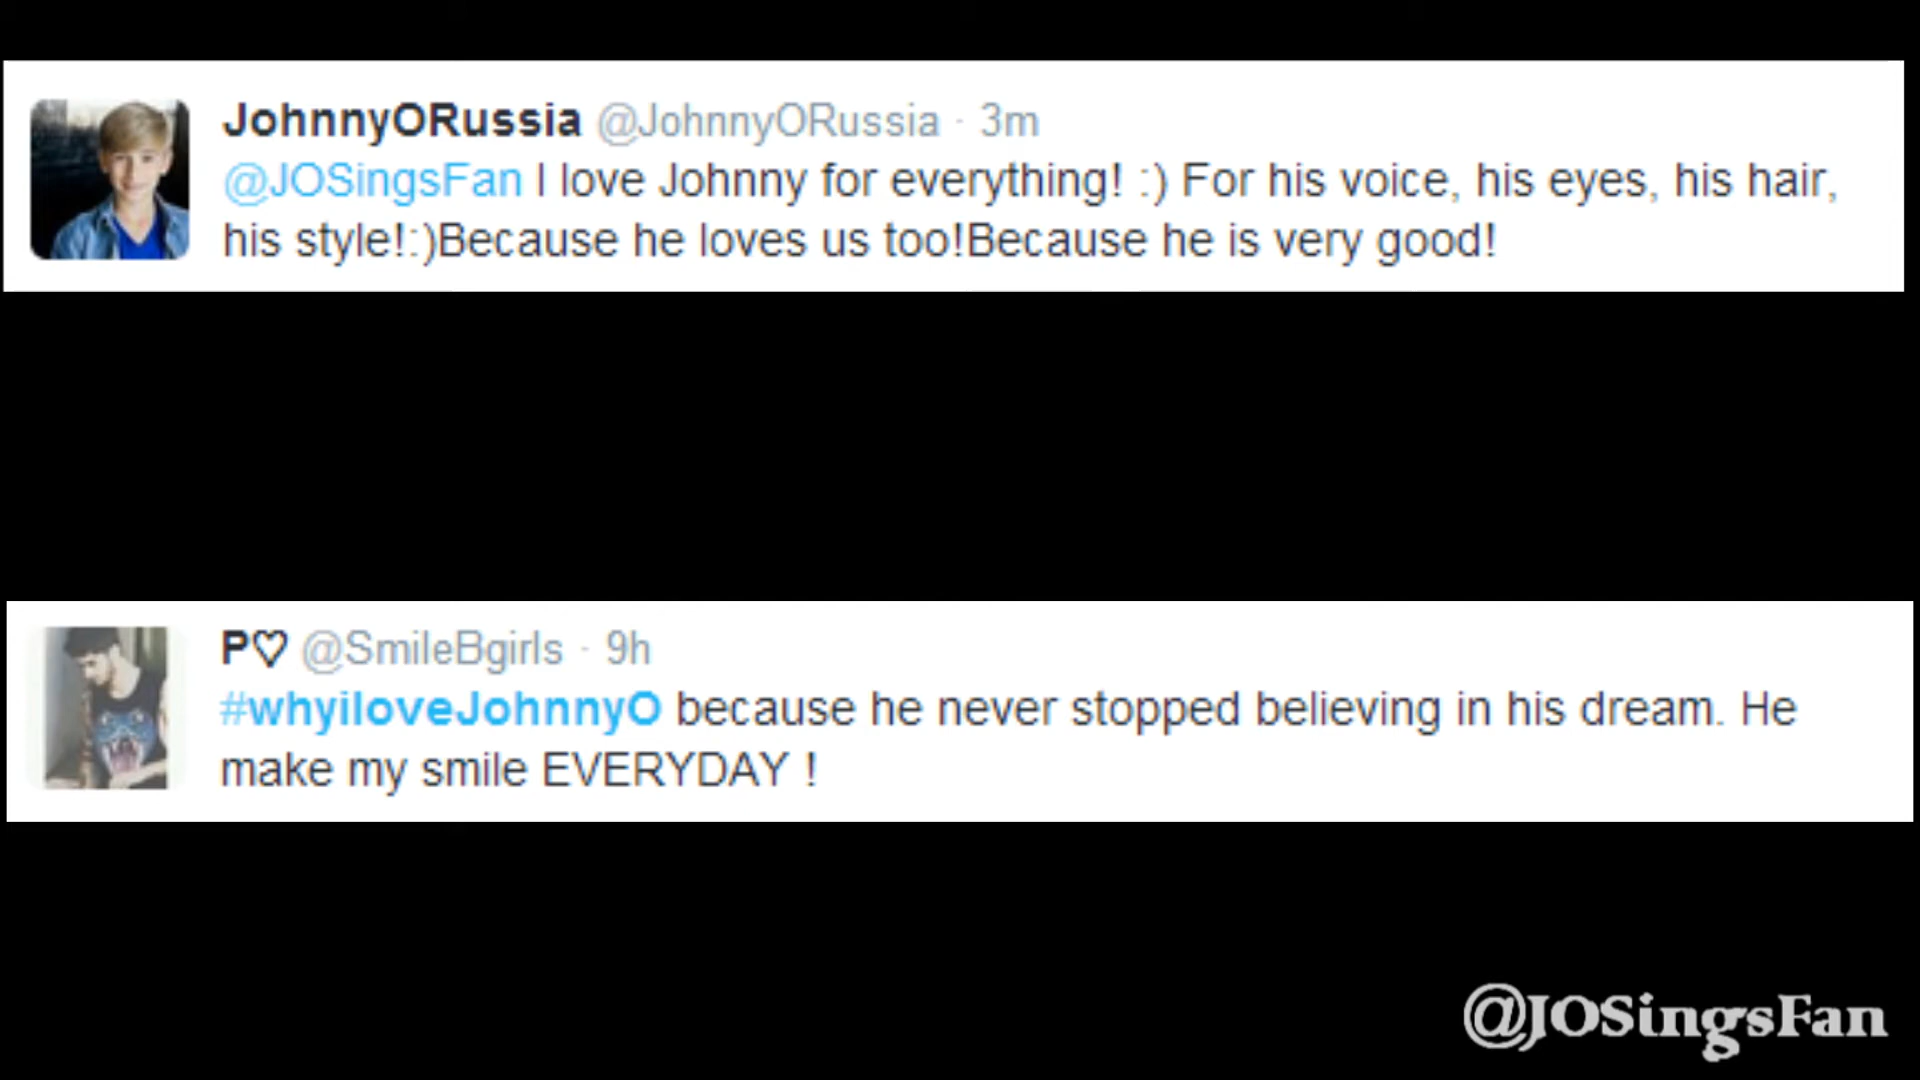 JohnnyORussia @JohnnyORussia · 3m
@JOSingsFan I love Johnny for everything! :) For his voice, his eyes, his hair,
his style!:)Because he loves us too!Because he is very good!
P♡ @SmileBgirls · 9h
#whyiloveJohnnyO because he never stopped believing in his dream. He
make my smile EVERYDAY !
@JOSingsFan